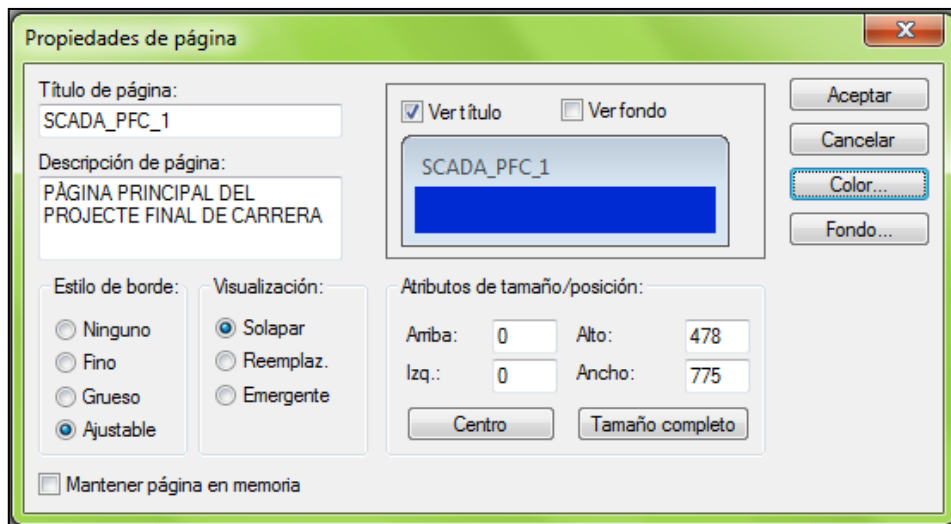 Propiedades de página
Título de página:
SCADA_PFC_1
Descripción de página:
PÀGINA PRINCIPAL DEL
PROJECTE FINAL DE CARRERA
Ver título
Ver fondo
SCADA_PFC_1
Aceptar
Cancelar
Color...
Fondo...
Estilo de borde:
Ninguno
Fino
Grueso
Ajustable
Visualización:
Solapar
Reemplaz.
Emergente
Atributos de tamaño/posición:
Arriba: 0 Alto: 478
Izq.: 0 Ancho: 775
Centro
Tamaño completo
Mantener página en memoria